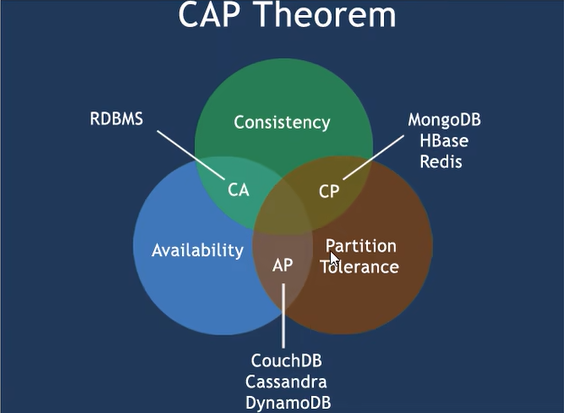 CAP Theorem
RDBMS
Consistency
MongoDB
HBase
Redis
CA
CP
Availability
Partition
Tolerance
AP
CouchDB
Cassandra
DynamoDB